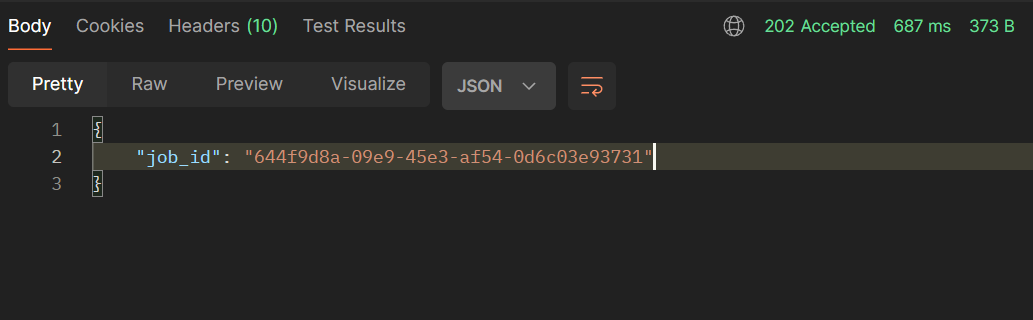 Body Cookies Headers (10) Test Results 202 Accepted 687 ms 373 B
Pretty Raw Preview Visualize JSON
1 {
2 "job_id": "644f9d8a-09e9-45e3-af54-0d6c03e93731"
3 }